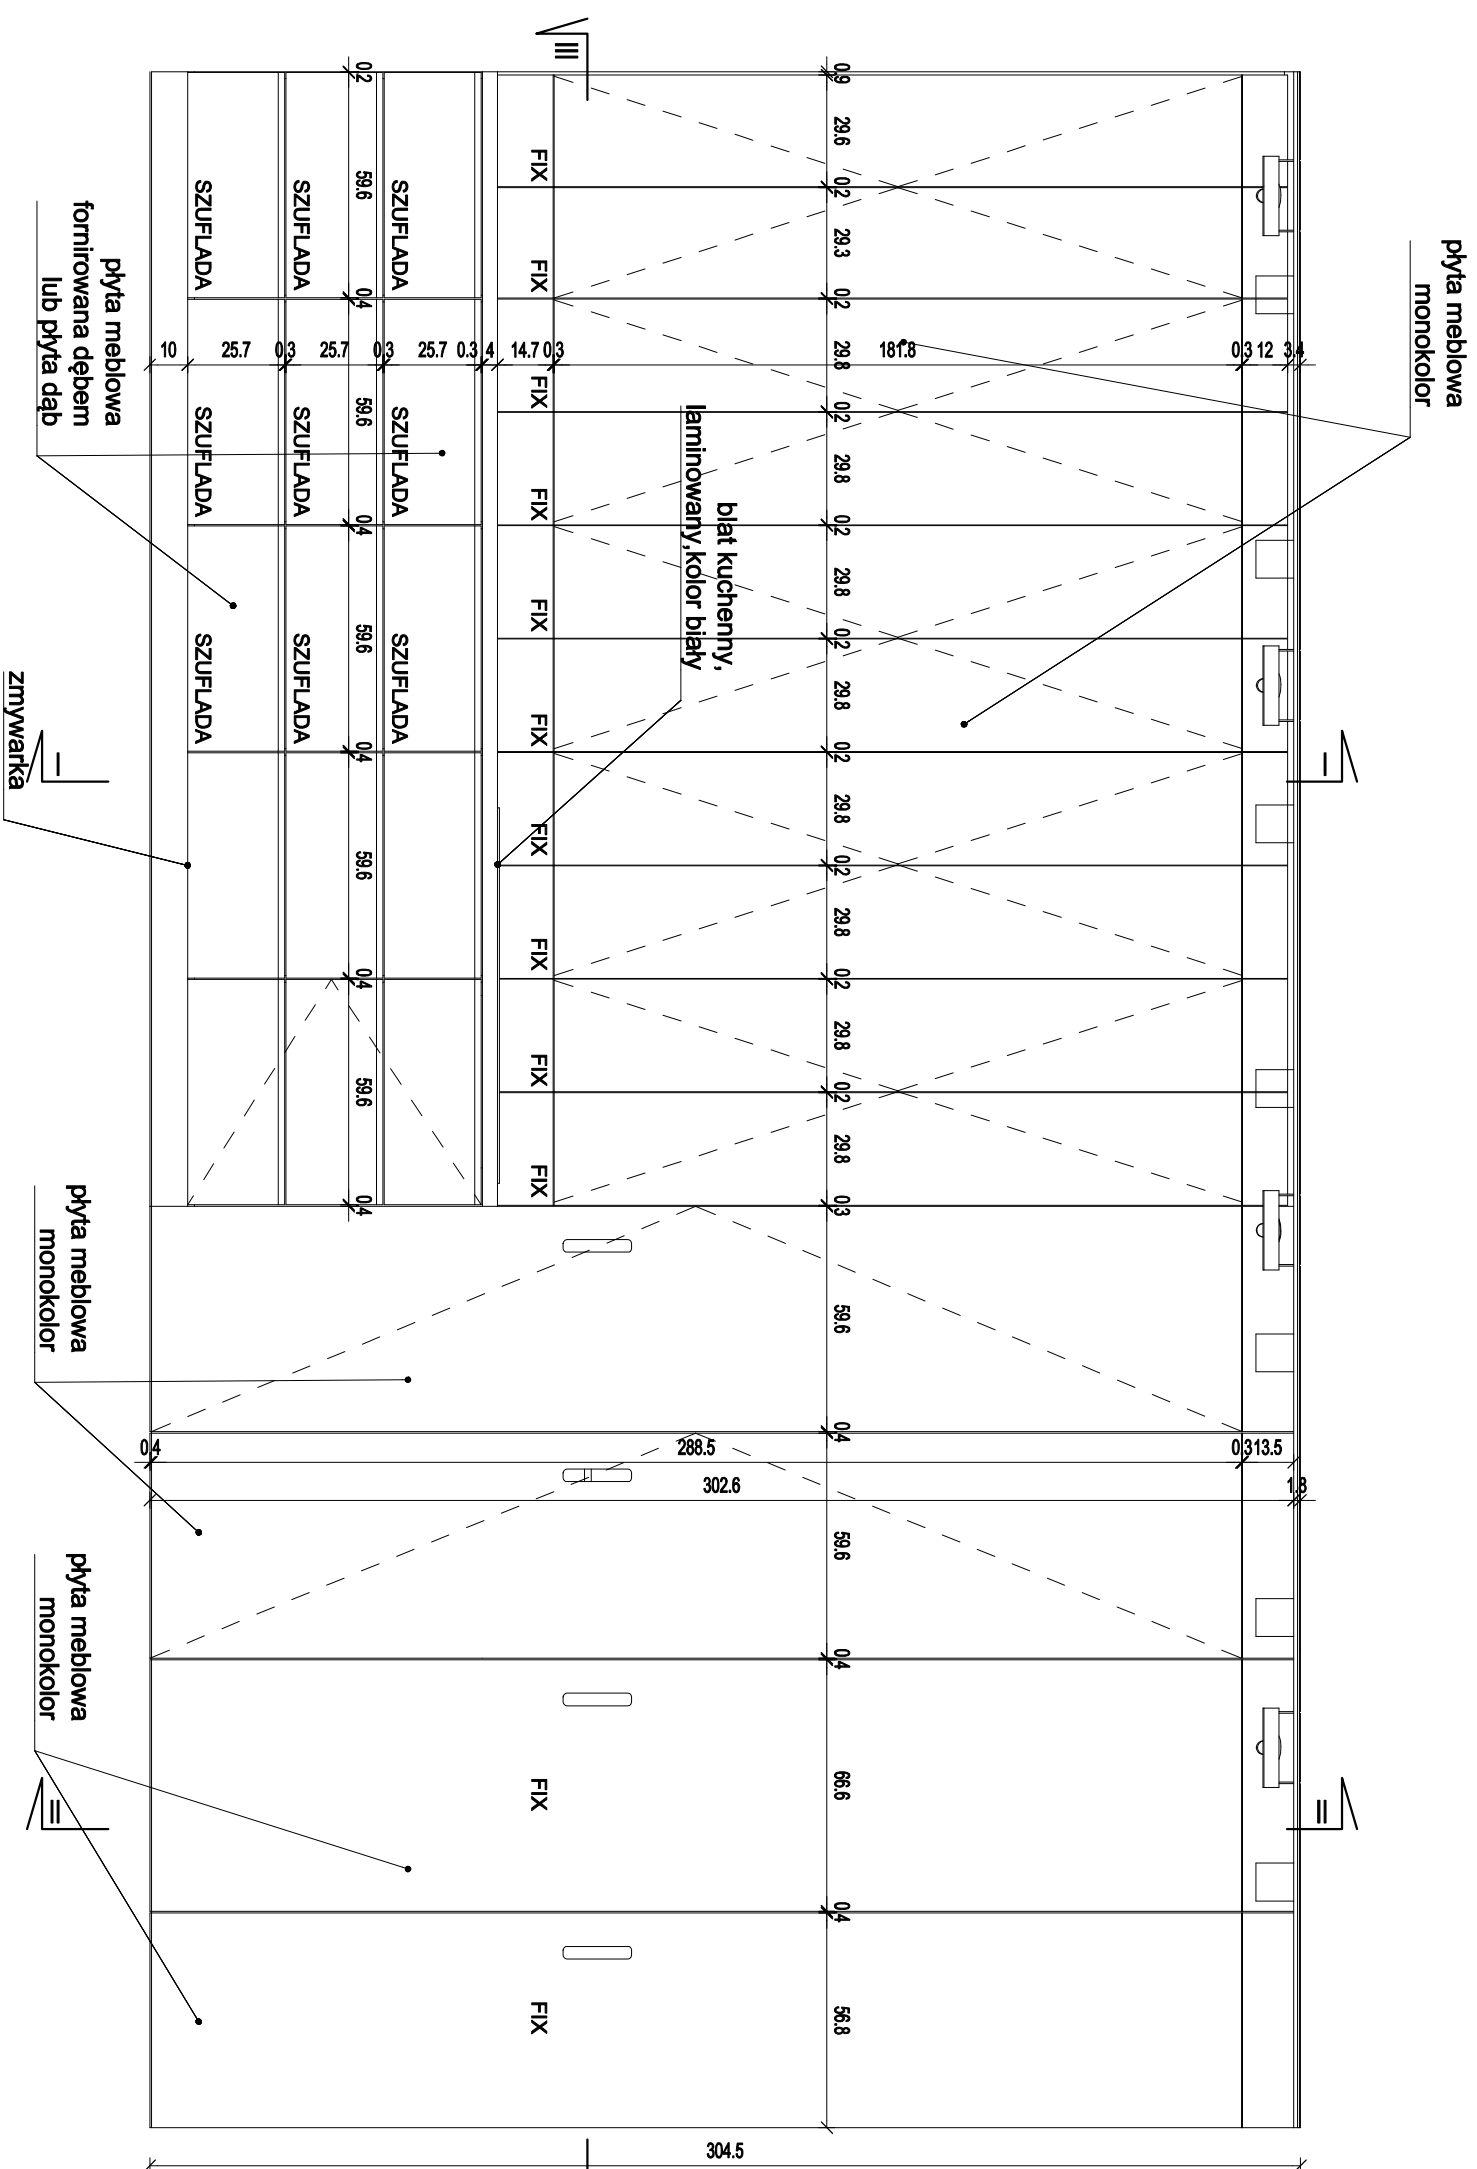 płyta meblowa
monokolor
III
0.9
29.6
0.2
29.3
0.2
29.8
0.2
29.8
0.2
29.8
0.2
29.8
0.2
29.8
0.2
29.8
0.2
29.8
0.2
29.8
0.3
59.6
0.4
59.6
0.4
66.6
0.4
56.8
FIX
FIX
FIX
FIX
FIX
FIX
FIX
FIX
FIX
FIX
FIX
FIX
blat kuchenny,
laminowany,kolor biały
0.2
59.6
0.4
59.6
0.4
59.6
0.4
59.6
0.4
59.6
0.4
SZUFLADA
SZUFLADA
SZUFLADA
SZUFLADA
SZUFLADA
SZUFLADA
SZUFLADA
SZUFLADA
SZUFLADA
10
25.7
0.3
25.7
0.3
25.7
0.3
4
14.7
0.3
181.8
0.3
12
3.4
0.4
288.5
0.3
13.5
302.6
1.8
304.5
płyta meblowa
fornirowana dębem
lub płyta dąb
zmywarka
I
I
płyta meblowa
monokolor
płyta meblowa
monokolor
II
II